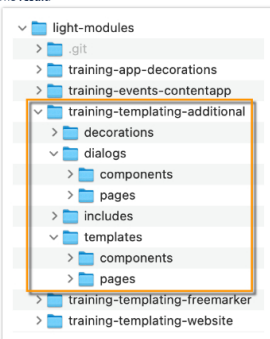 light-modules
.git
training-app-decorations
training-events-contentapp
training-templating-additional
decorations
dialogs
components
pages
includes
templates
components
pages
training-templating-freemarker
training-templating-website